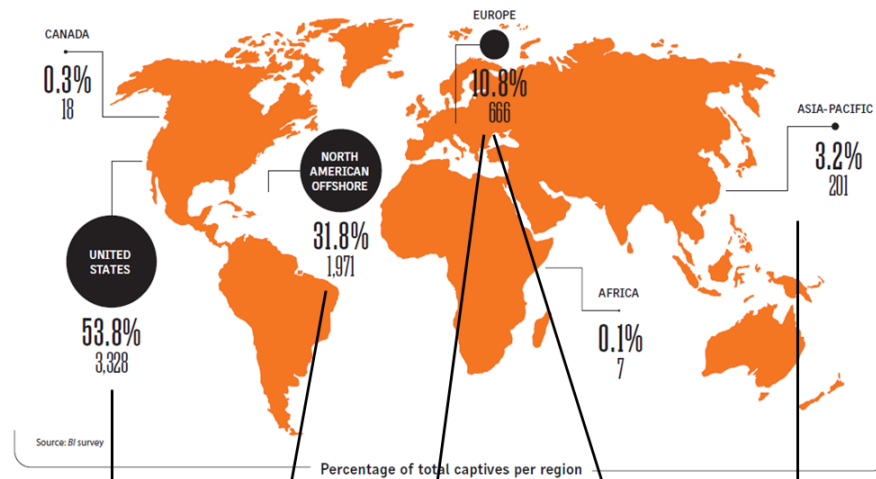 CANADA
0.3%
18
EUROPE
10.8%
666
ASIA-PACIFIC
3.2%
201
NORTH
AMERICAN
OFFSHORE
31.8%
1,971
UNITED
STATES
53.8%
3,328
AFRICA
0.1%
7
Source: BI survey
Percentage of total captives per region